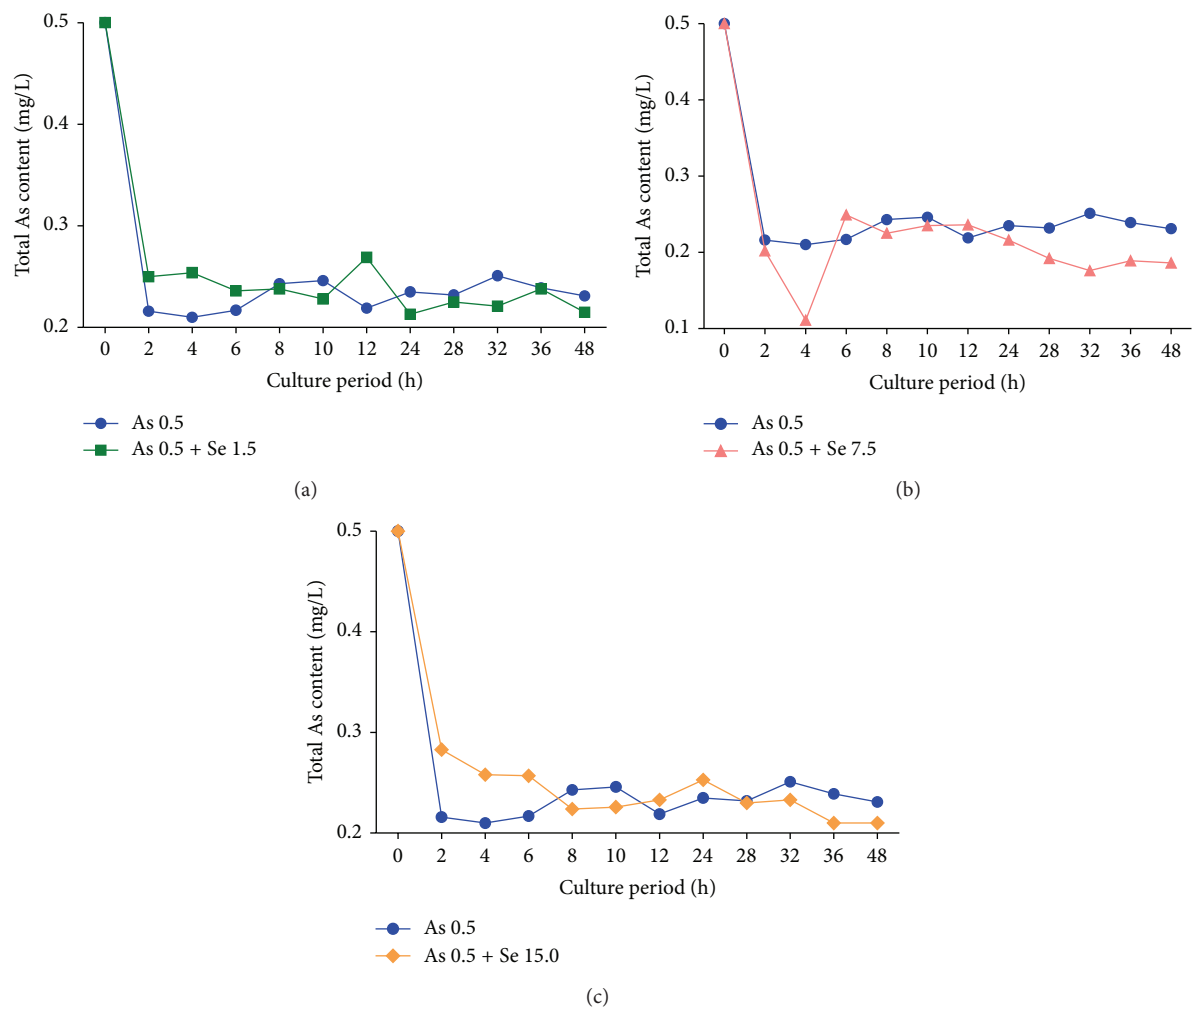 0.5
0.4
0.3
0.2
Total As content (mg/L)
0 2 4 6 8 10 12 24 28 32 36 48
Culture period (h)
As 0.5
As 0.5 + Se 1.5
(a)
0.5
0.4
0.3
0.2
0.1
Total As content (mg/L)
0 2 4 6 8 10 12 24 28 32 36 48
Culture period (h)
As 0.5
As 0.5 + Se 7.5
(b)
0.5
0.4
0.3
0.2
Total As content (mg/L)
0 2 4 6 8 10 12 24 28 32 36 48
Culture period (h)
As 0.5
As 0.5 + Se 15.0
(c)